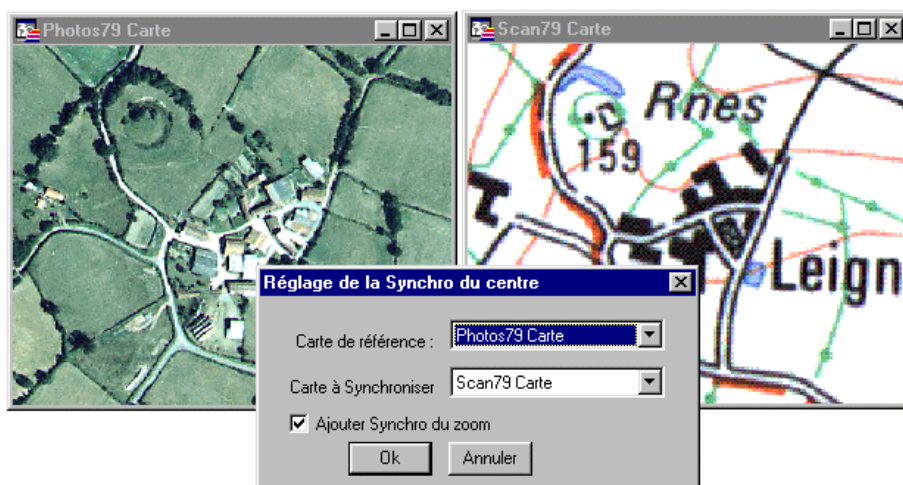 Photos79 Carte
Scan79 Carte
Rnes
159
Leign
Réglage de la Synchro du centre
Carte de référence :
Photos79 Carte
Carte à Synchroniser
Scan79 Carte
Ajouter Synchro du zoom
Ok
Annuler